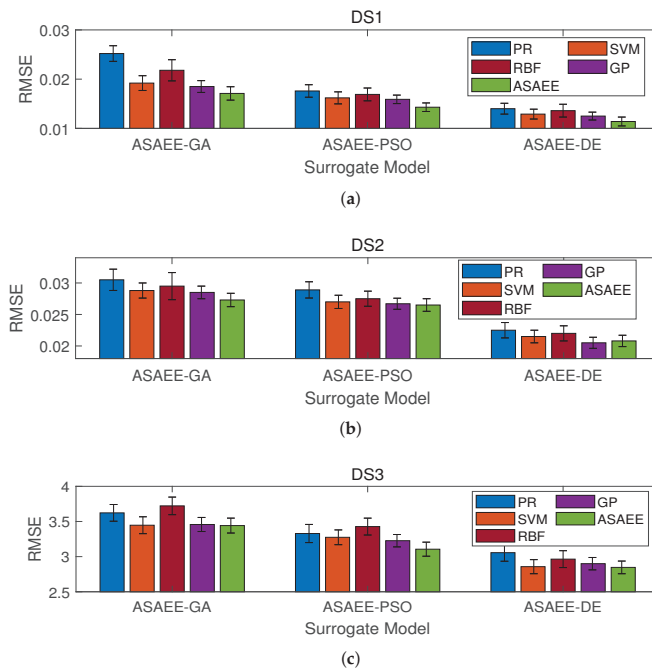 DS1
0.03
0.02
0.01
RMSE
PR
SVM
RBF
GP
ASAEE
ASAEE-GA
ASAEE-PSO
ASAEE-DE
Surrogate Model
(a)
DS2
0.03
0.025
0.02
RMSE
PR
GP
SVM
ASAEE
RBF
ASAEE-GA
ASAEE-PSO
ASAEE-DE
Surrogate Model
(b)
DS3
4
3.5
3
2.5
RMSE
PR
GP
SVM
ASAEE
RBF
ASAEE-GA
ASAEE-PSO
ASAEE-DE
Surrogate Model
(c)